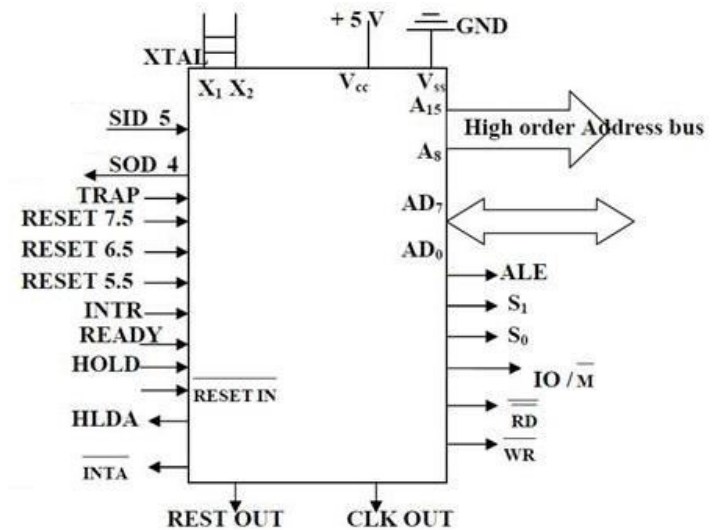 + 5 V
GND
XTAL
X₁ X₂
Vcc
Vss
A₁₅
High order Address bus
A₈
SID 5
SOD 4
TRAP
RESET 7.5
RESET 6.5
RESET 5.5
INTR
READY
HOLD
RESET IN
HLDA
INTA
AD₇
AD₀
ALE
S₁
S₀
IO / M̅
RD
WR
REST OUT
CLK OUT